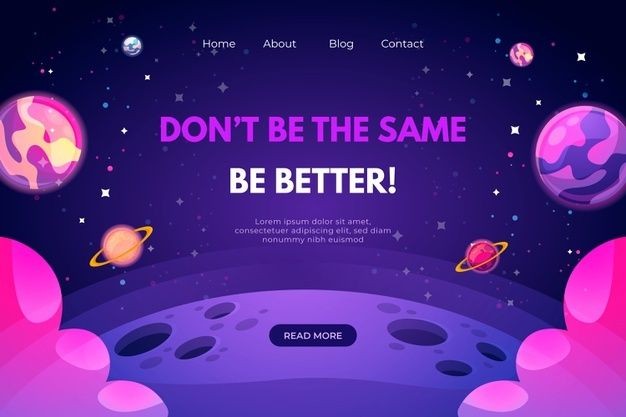 Home About Blog Contact
DON'T BE THE SAME
BE BETTER!
Lorem ipsum dolor sit amet,
consectetuer adipiscing elit, sed diam
nonummy nibh euismod
READ MORE